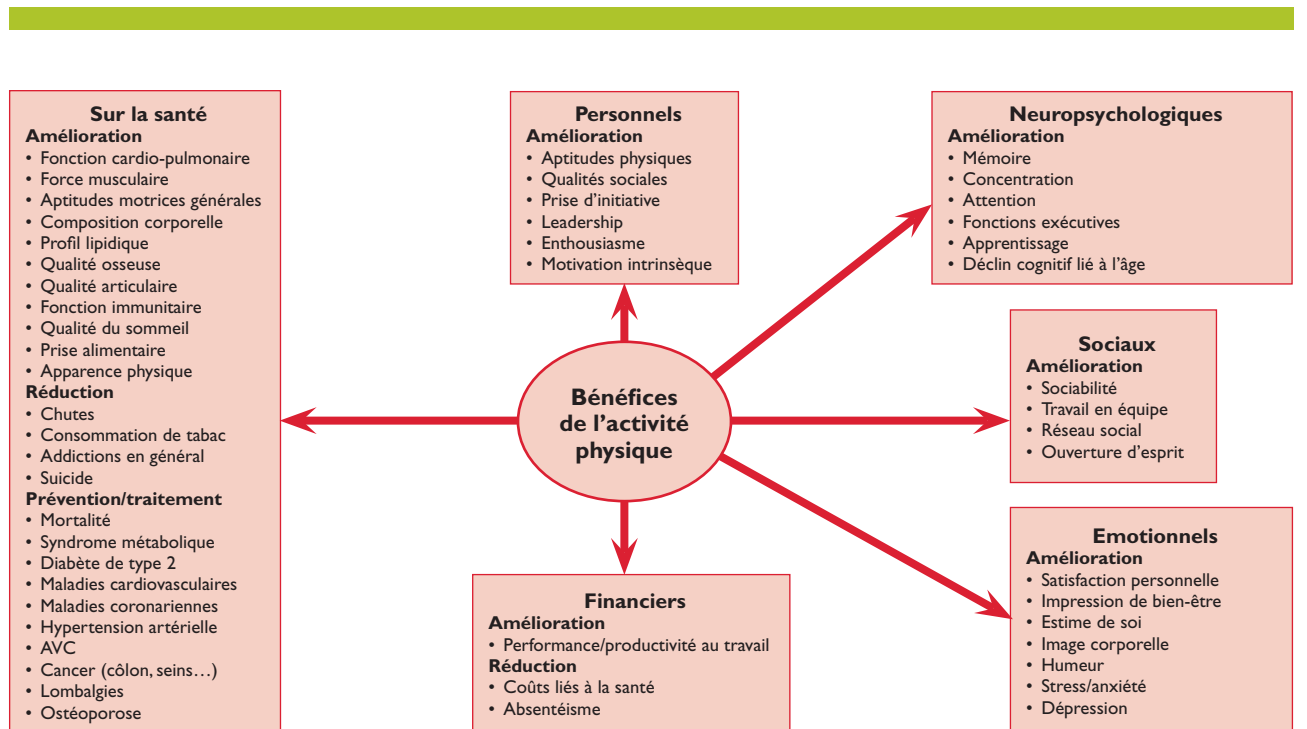 Sur la santé
Amélioration
• Fonction cardio-pulmonaire
• Force musculaire
• Aptitudes motrices générales
• Composition corporelle
• Profil lipidique
• Qualité osseuse
• Qualité articulaire
• Fonction immunitaire
• Qualité du sommeil
• Prise alimentaire
• Apparence physique
Réduction
• Chutes
• Consommation de tabac
• Addictions en général
• Suicide
Prévention/traitement
• Mortalité
• Syndrome métabolique
• Diabète de type 2
• Maladies cardiovasculaires
• Maladies coronariennes
• Hypertension artérielle
• AVC
• Cancer (côlon, seins…)
• Lombalgies
• Ostéoporose
Personnels
Amélioration
• Aptitudes physiques
• Qualités sociales
• Prise d’initiative
• Leadership
• Enthousiasme
• Motivation intrinsèque
Bénéfices
de l’activité
physique
Financiers
Amélioration
• Performance/productivité au travail
Réduction
• Coûts liés à la santé
• Absentéisme
Neuropsychologiques
Amélioration
• Mémoire
• Concentration
• Attention
• Fonctions exécutives
• Apprentissage
• Déclin cognitif lié à l’âge
Sociaux
Amélioration
• Sociabilité
• Travail en équipe
• Réseau social
• Ouverture d'esprit
Emotionnels
Amélioration
• Satisfaction personnelle
• Impression de bien-être
• Estime de soi
• Image corporelle
• Humeur
• Stress/anxiété
• Dépression